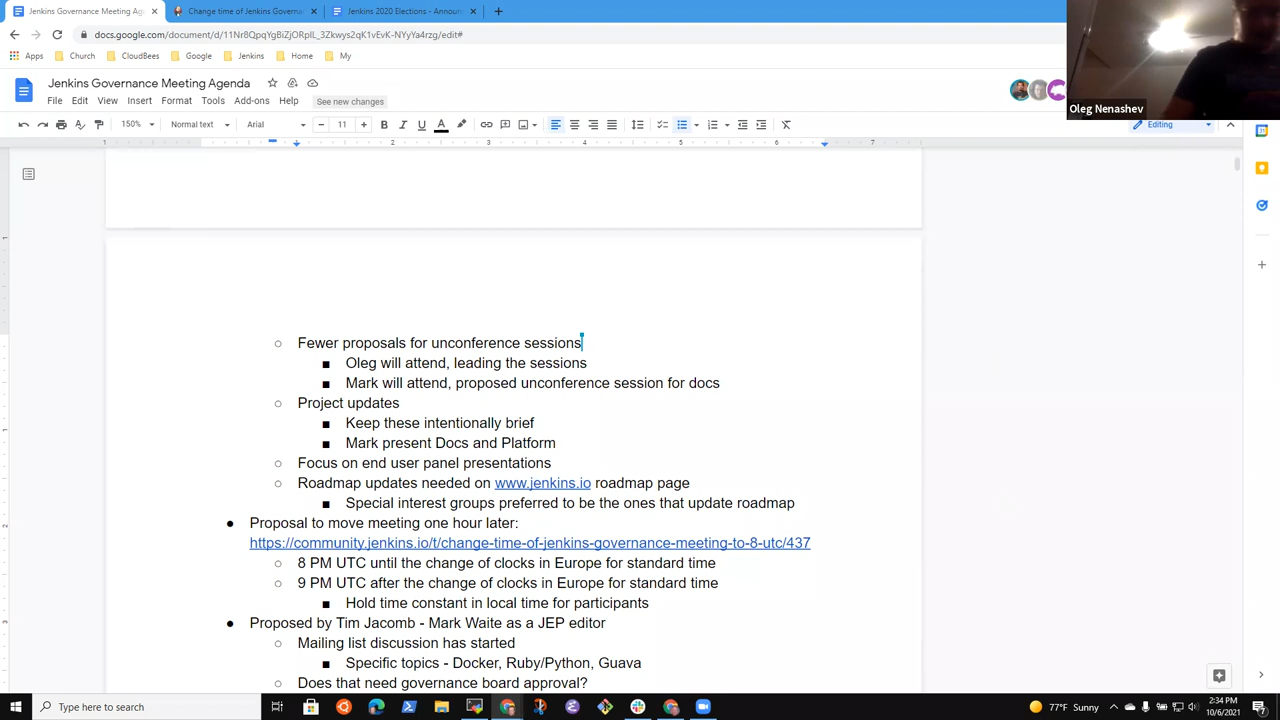 Jenkins Governance Meeting Ag
Change time of Jenkins Governa
Jenkins 2020 Elections - Announ
docs.google.com/document/d/11Nr8QpqYgBiZjORpIL_3Zkwys2qK1vEvK-NYyYa4rzg/edit#
Apps Church CloudBees Google Jenkins Home My
Jenkins Governance Meeting Agenda
File Edit View Insert Format Tools Add-ons Help See new changes
Oleg Nenashev
150% Normal text Arial 11 Editing
1 2 3 4 5 6 7
Fewer proposals for unconference sessions
Oleg will attend, leading the sessions
Mark will attend, proposed unconference session for docs
Project updates
Keep these intentionally brief
Mark present Docs and Platform
Focus on end user panel presentations
Roadmap updates needed on www.jenkins.io roadmap page
Special interest groups preferred to be the ones that update roadmap
Proposal to move meeting one hour later:
https://community.jenkins.io/t/change-time-of-jenkins-governance-meeting-to-8-utc/437
8 PM UTC until the change of clocks in Europe for standard time
9 PM UTC after the change of clocks in Europe for standard time
Hold time constant in local time for participants
Proposed by Tim Jacomb - Mark Waite as a JEP editor
Mailing list discussion has started
Specific topics - Docker, Ruby/Python, Guava
Does that need governance board approval?
Type here to search
77°F Sunny
2:34 PM
10/6/2021